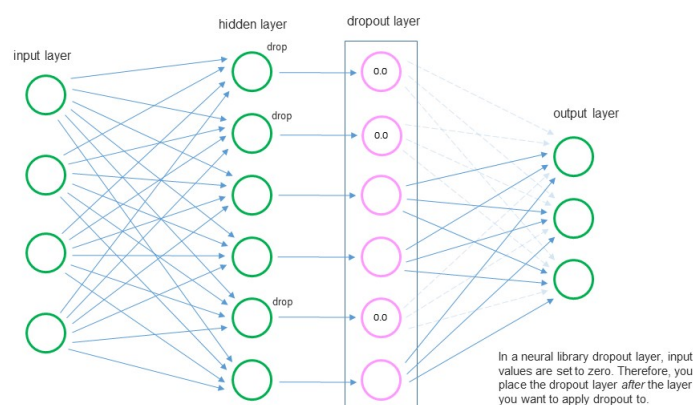 input layer
hidden layer
dropout layer
output layer
drop
drop
drop
0.0
0.0
0.0
In a neural library dropout layer, input
values are set to zero. Therefore, you
place the dropout layer after the layer
you want to apply dropout to.